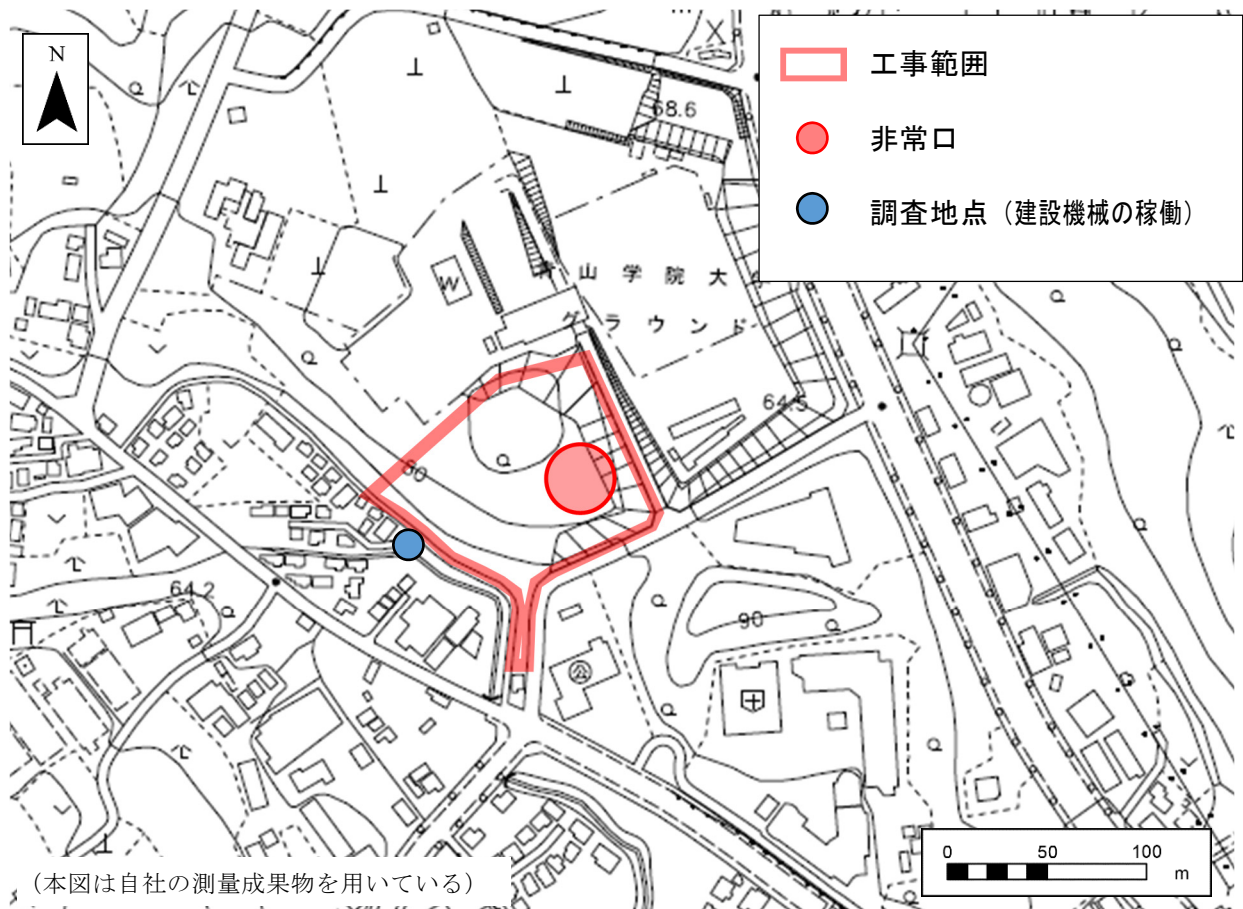 N
工事範囲
非常口
調査地点（建設機械の稼働）
68.6
山学院大
グラウンド
W
64.5
60
64.2
90
0 50 100
m
（本図は自社の測量成果物を用いている）